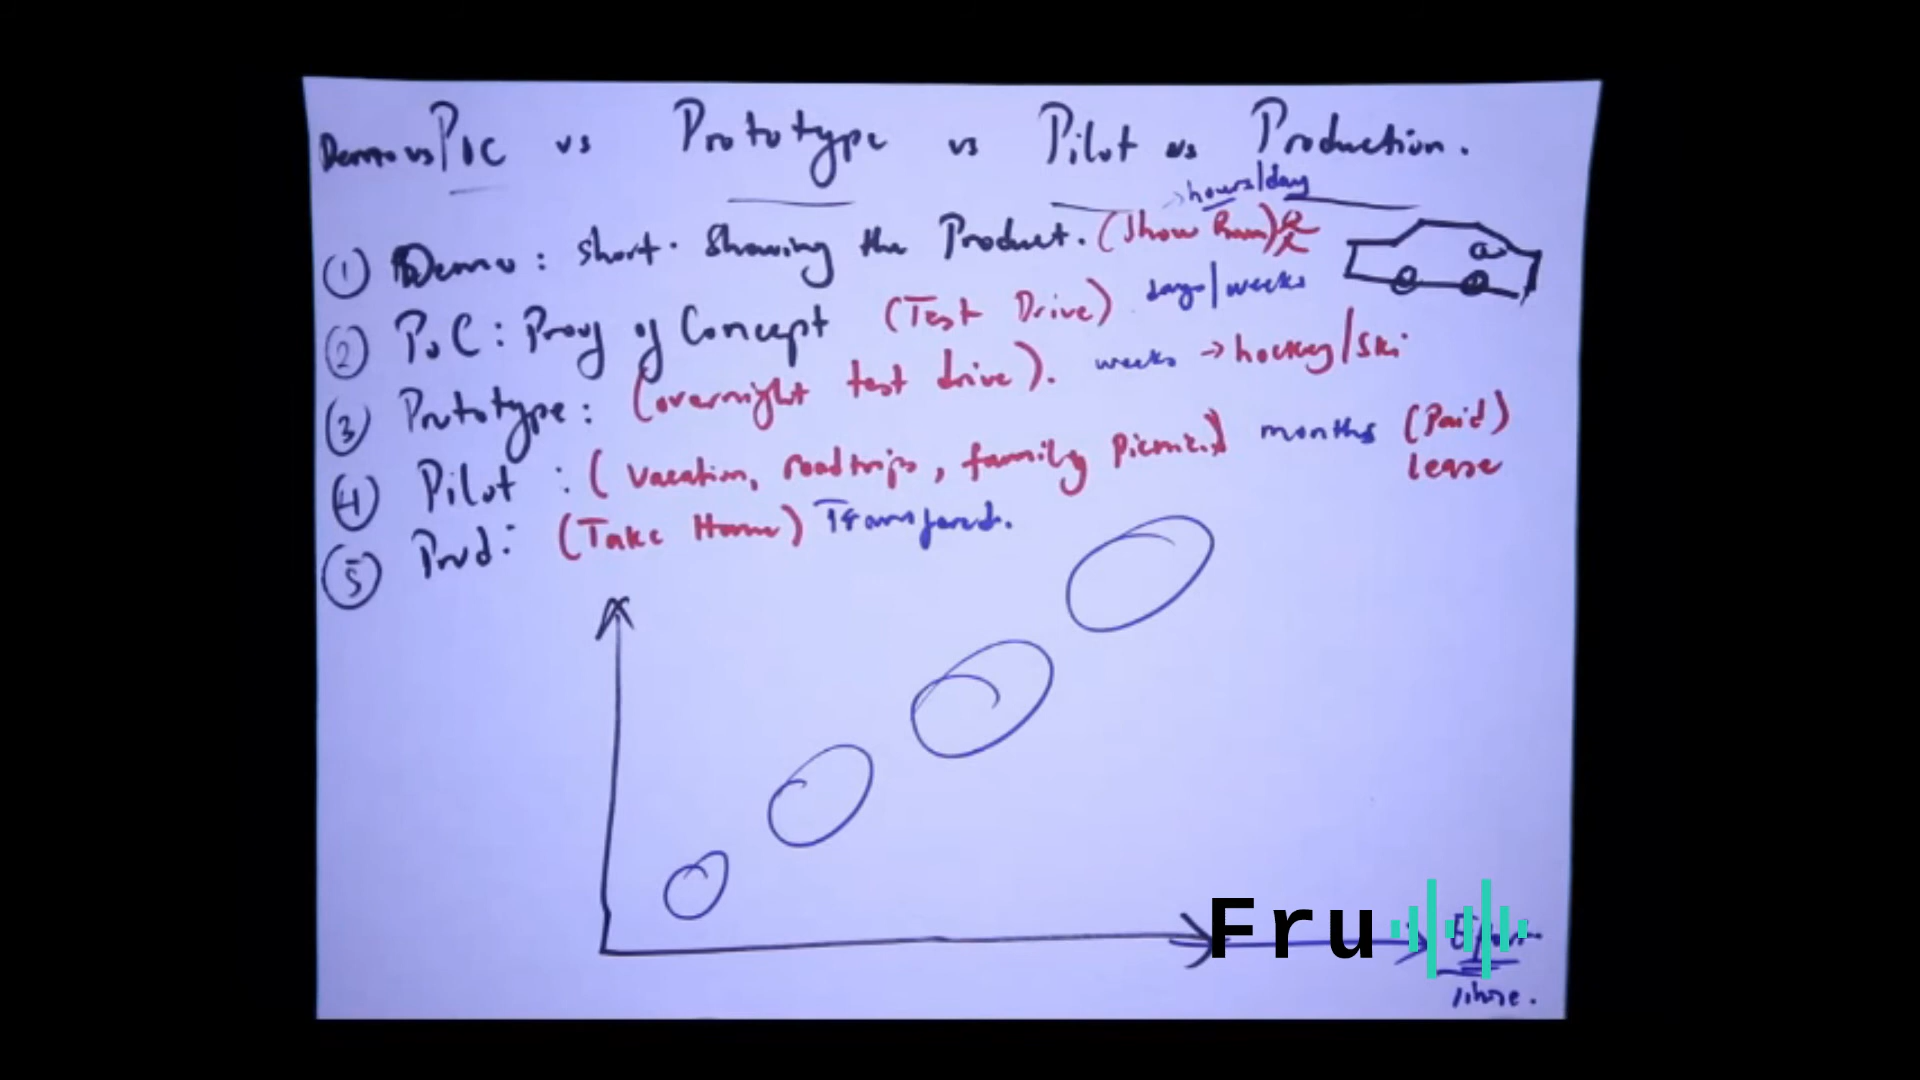 Demo vs PoC vs Prototype vs Pilot vs Production.
→ hours/day
① Demo: short. Showing the Product. (Show Room)
② PoC: Proof of Concept (Test Drive) days/weeks
③ Prototype: (overnight test drive). weeks → hockey/ski
④ Pilot: (vacation, roadtrips, family picnic) months (Paid) lease
⑤ Prod: (Take Home) Transferred.
Fru
time.